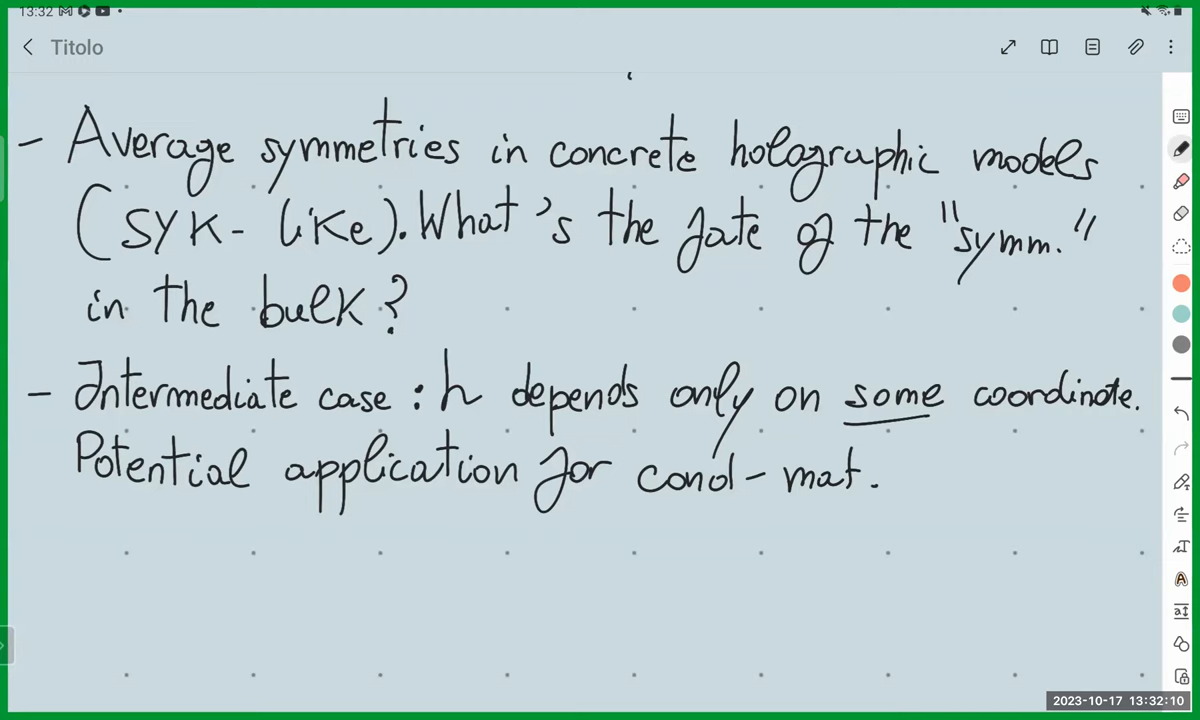 13:32
Titolo
- Average symmetries in concrete holographic models
(SYK-like). What's the fate of the "symm."
in the bulk?
- Intermediate case: h depends only on some coordinate.
Potential application for cond-mat.
2023-10-17 13:32:10